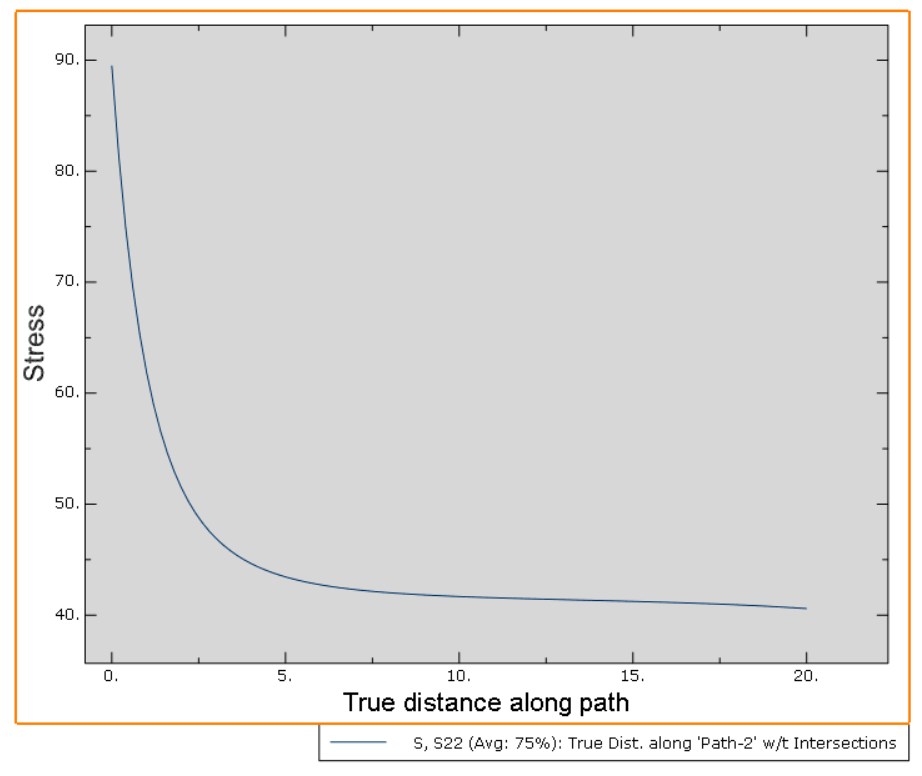 90.
80.
70.
60.
50.
40.
Stress
0. 5. 10. 15. 20.
True distance along path
S, S22 (Avg: 75%): True Dist. along 'Path-2' w/t Intersections